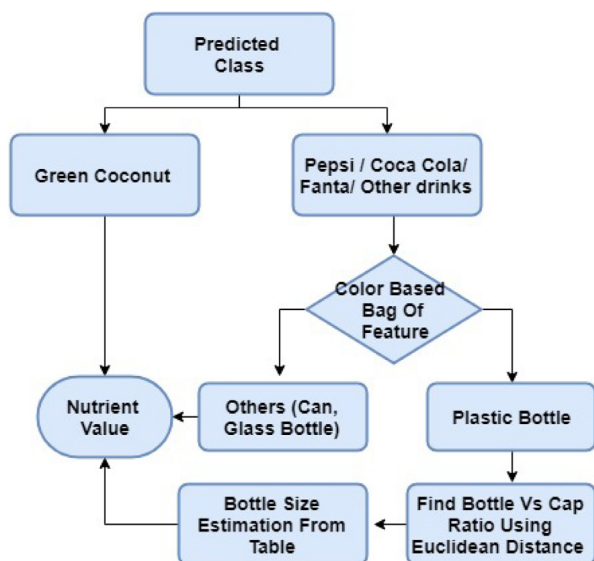 Predicted
Class
Green Coconut
Pepsi / Coca Cola/
Fanta/ Other drinks
Color Based
Bag Of
Feature
Nutrient
Value
Others (Can,
Glass Bottle)
Plastic Bottle
Bottle Size
Estimation From
Table
Find Bottle Vs Cap
Ratio Using
Euclidean Distance